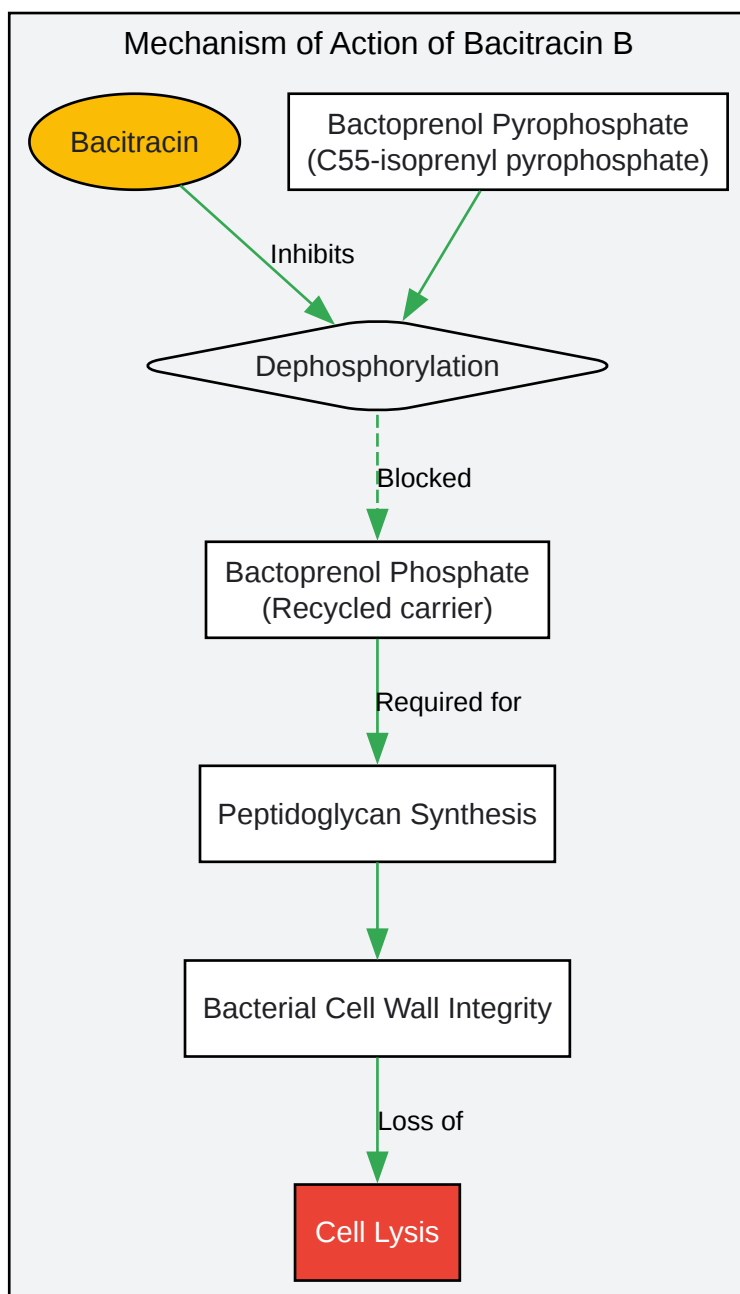 Mechanism of Action of Bacitracin B
Bacitracin
Bactoprenol Pyrophosphate
(C55-isoprenyl pyrophosphate)
Inhibits
Dephosphorylation
Blocked
Bactoprenol Phosphate
(Recycled carrier)
Required for
Peptidoglycan Synthesis
Bacterial Cell Wall Integrity
Loss of
Cell Lysis